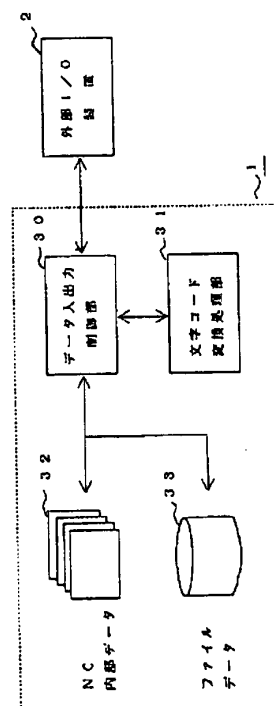 2
外部I/O
装置
1
30
データ入出力
制御部
31
文字コード
変換処理部
32
NC
内部データ
33
ファイル
データ